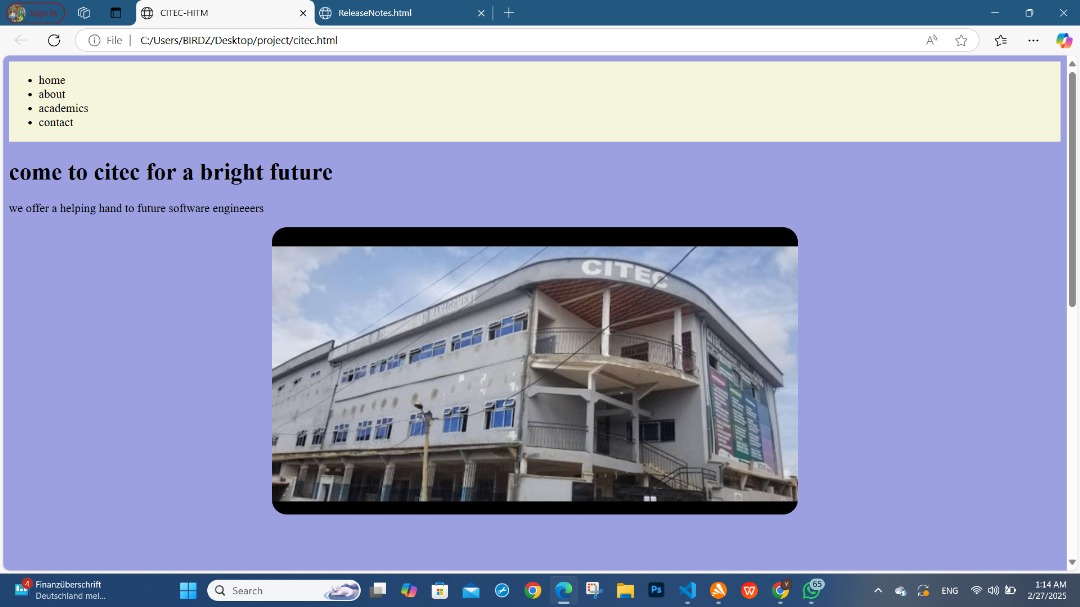 Sign in
CITEC-HITM
ReleaseNotes.html
File
C:/Users/BIRDZ/Desktop/project/citec.html
home
about
academics
contact
come to citec for a bright future
we offer a helping hand to future software engineeers
CITEC
4
Finanzüberschrift
Deutschland mel...
Search
Ps
65
ENG
1:14 AM
2/27/2025